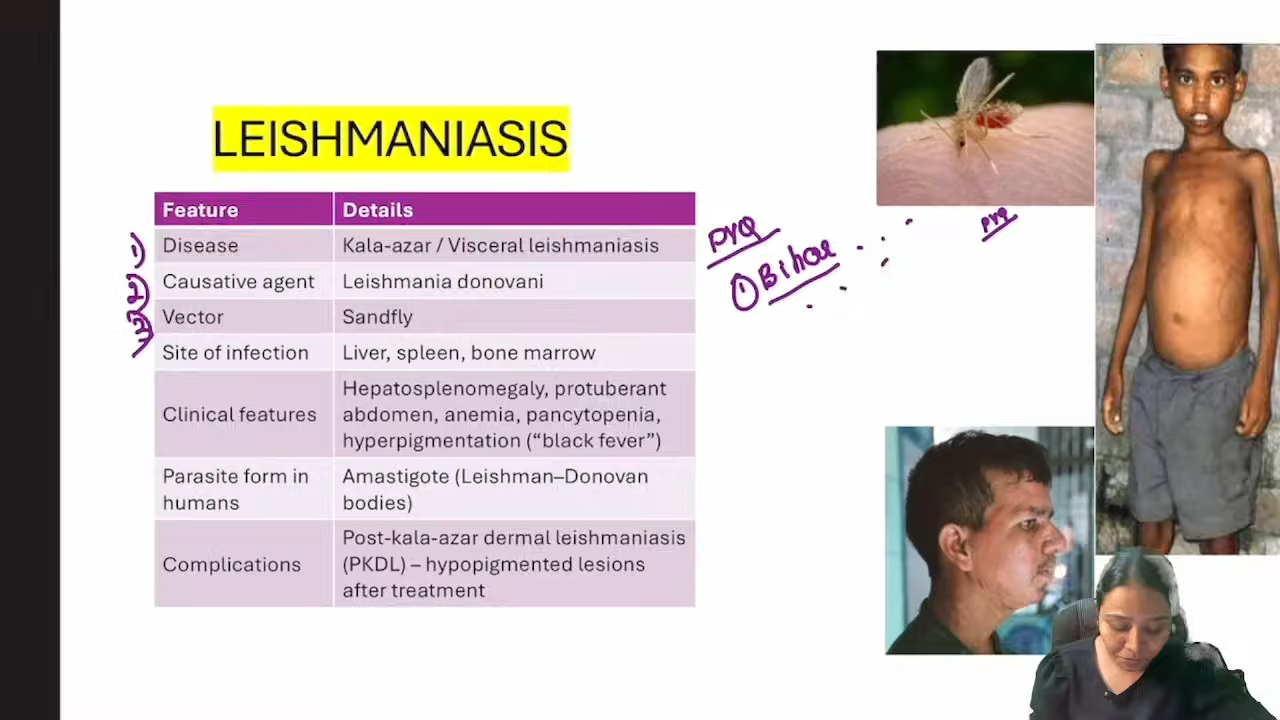 LEISHMANIASIS
Feature Details
Disease Kala-azar / Visceral leishmaniasis
Causative agent Leishmania donovani
Vector Sandfly
Site of infection Liver, spleen, bone marrow
Clinical features Hepatosplenomegaly, protuberant
abdomen, anemia, pancytopenia,
hyperpigmentation (“black fever”)
Parasite form in Amastigote (Leishman–Donovan
humans bodies)
Complications Post-kala-azar dermal leishmaniasis
(PKDL) – hypopigmented lesions
after treatment
PYQ
① Bihar
PYQ
1)